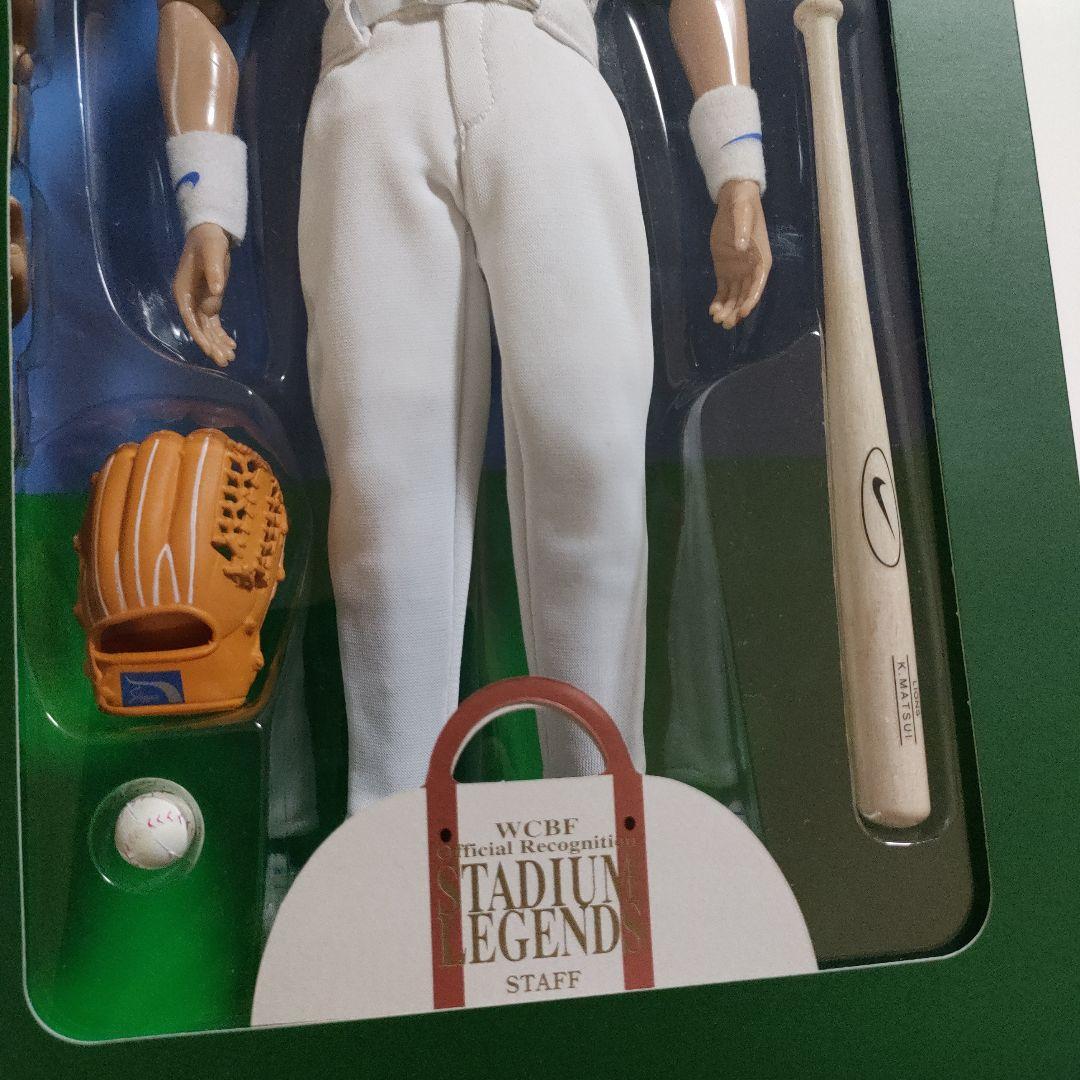 LIONS
K.MATSUI
WCBF
Official Recognition
STADIUM
LEGENDS
STAFF